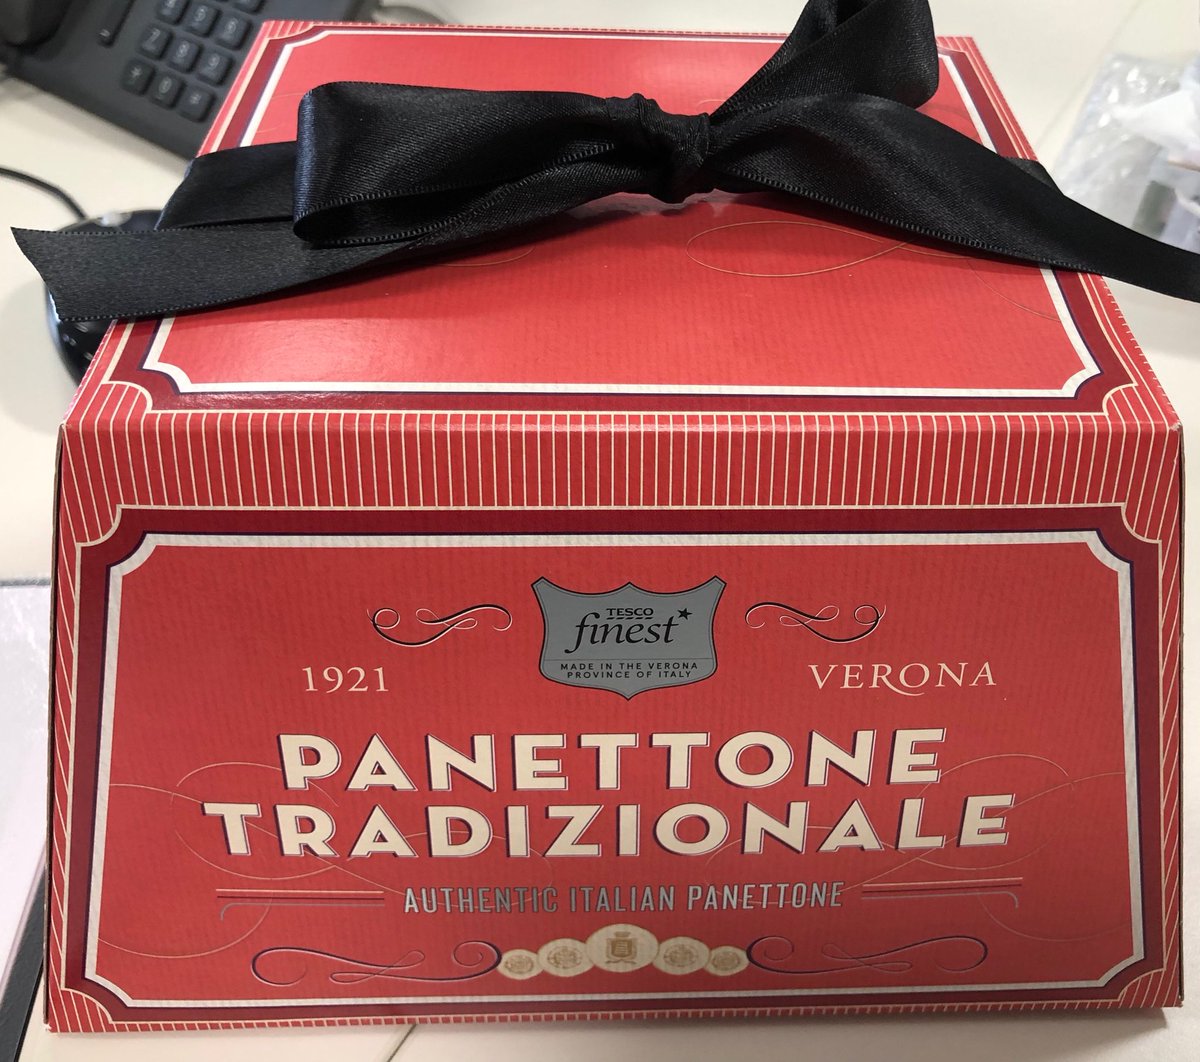 TESCO
finest*
MADE IN THE VERONA
PROVINCE OF ITALY
1921
VERONA
PANETTONE
TRADIZIONALE
AUTHENTIC ITALIAN PANETTONE